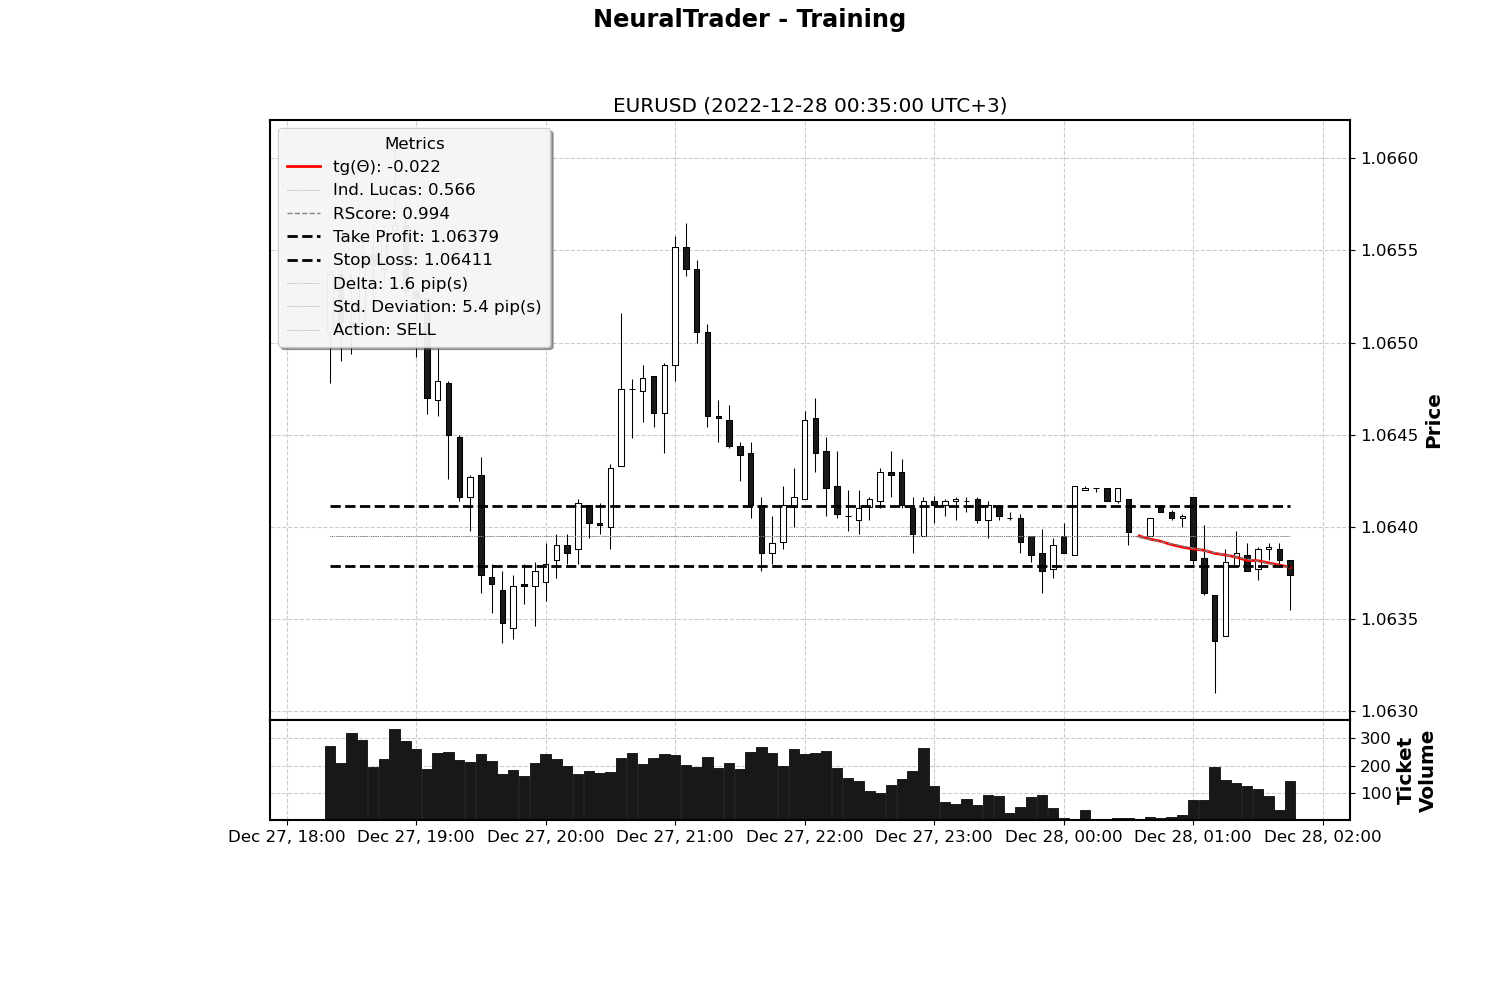 NeuralTrader - Training
EURUSD (2022-12-28 00:35:00 UTC+3)
Metrics
tg(Θ): -0.022
Ind. Lucas: 0.566
RScore: 0.994
Take Profit: 1.06379
Stop Loss: 1.06411
Delta: 1.6 pip(s)
Std. Deviation: 5.4 pip(s)
Action: SELL
1.0660
1.0655
1.0650
1.0645
1.0640
1.0635
1.0630
Price
300
200
100
Ticket
Volume
Dec 27, 18:00 Dec 27, 19:00 Dec 27, 20:00 Dec 27, 21:00 Dec 27, 22:00 Dec 27, 23:00 Dec 28, 00:00 Dec 28, 01:00 Dec 28, 02:00